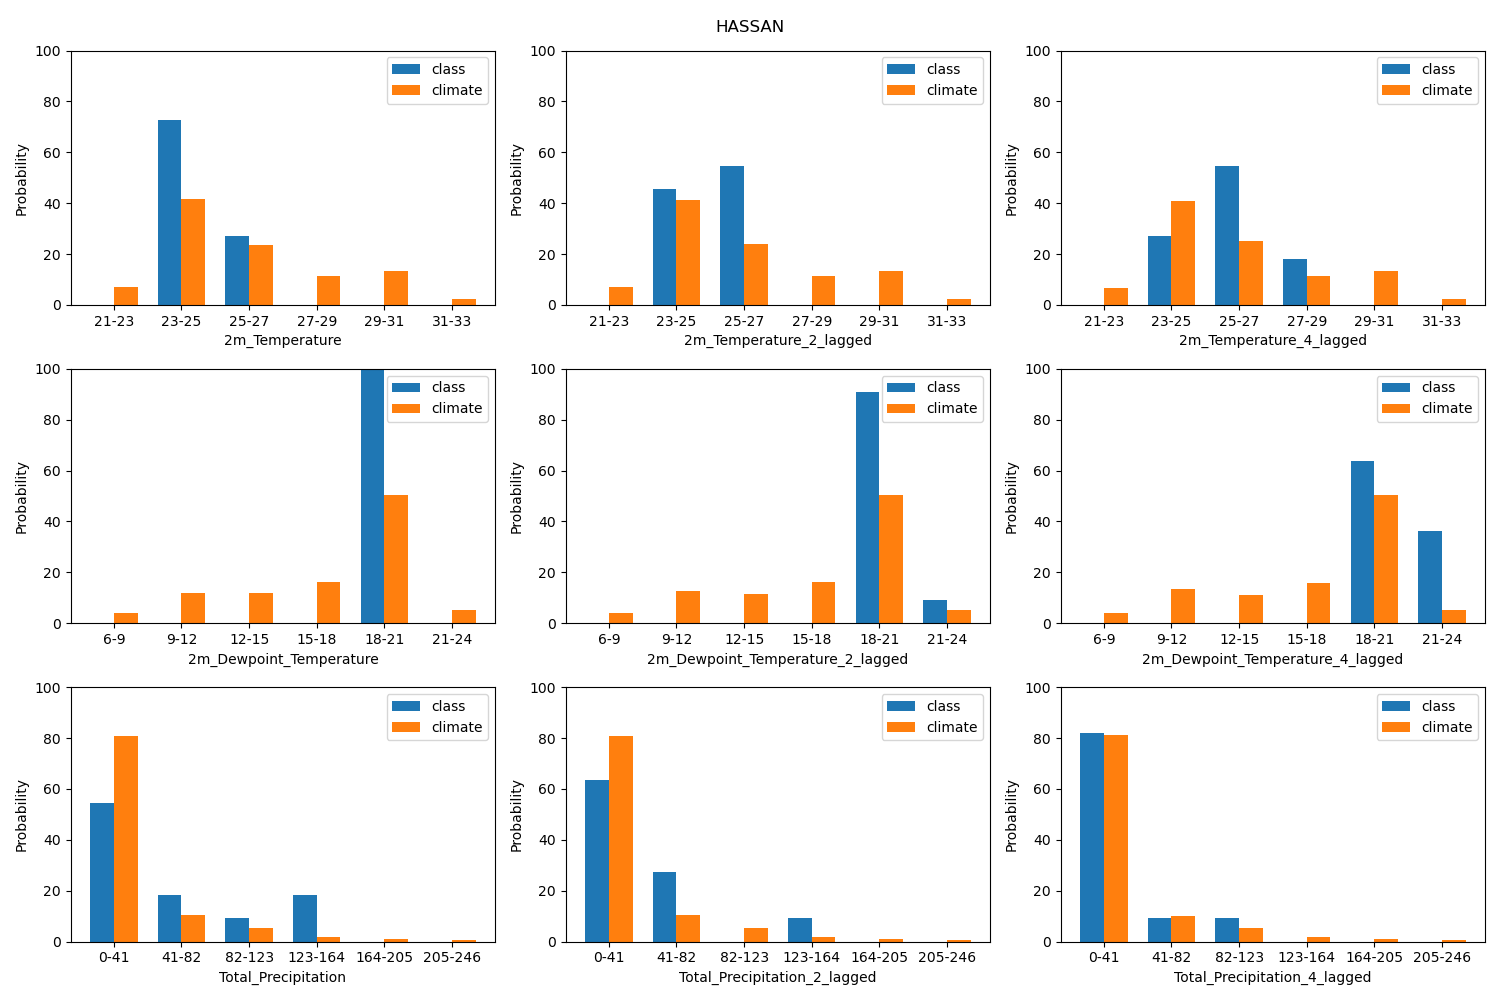 HASSAN
100
80
60
40
20
0
Probability
class
climate
21-23 23-25 25-27 27-29 29-31 31-33
2m_Temperature
100
80
60
40
20
0
Probability
class
climate
21-23 23-25 25-27 27-29 29-31 31-33
2m_Temperature_2_lagged
100
80
60
40
20
0
Probability
class
climate
21-23 23-25 25-27 27-29 29-31 31-33
2m_Temperature_4_lagged
100
80
60
40
20
0
Probability
class
climate
6-9 9-12 12-15 15-18 18-21 21-24
2m_Dewpoint_Temperature
100
80
60
40
20
0
Probability
class
climate
6-9 9-12 12-15 15-18 18-21 21-24
2m_Dewpoint_Temperature_2_lagged
100
80
60
40
20
0
Probability
class
climate
6-9 9-12 12-15 15-18 18-21 21-24
2m_Dewpoint_Temperature_4_lagged
100
80
60
40
20
0
Probability
class
climate
0-41 41-82 82-123 123-164 164-205 205-246
Total_Precipitation
100
80
60
40
20
0
Probability
class
climate
0-41 41-82 82-123 123-164 164-205 205-246
Total_Precipitation_2_lagged
100
80
60
40
20
0
Probability
class
climate
0-41 41-82 82-123 123-164 164-205 205-246
Total_Precipitation_4_lagged